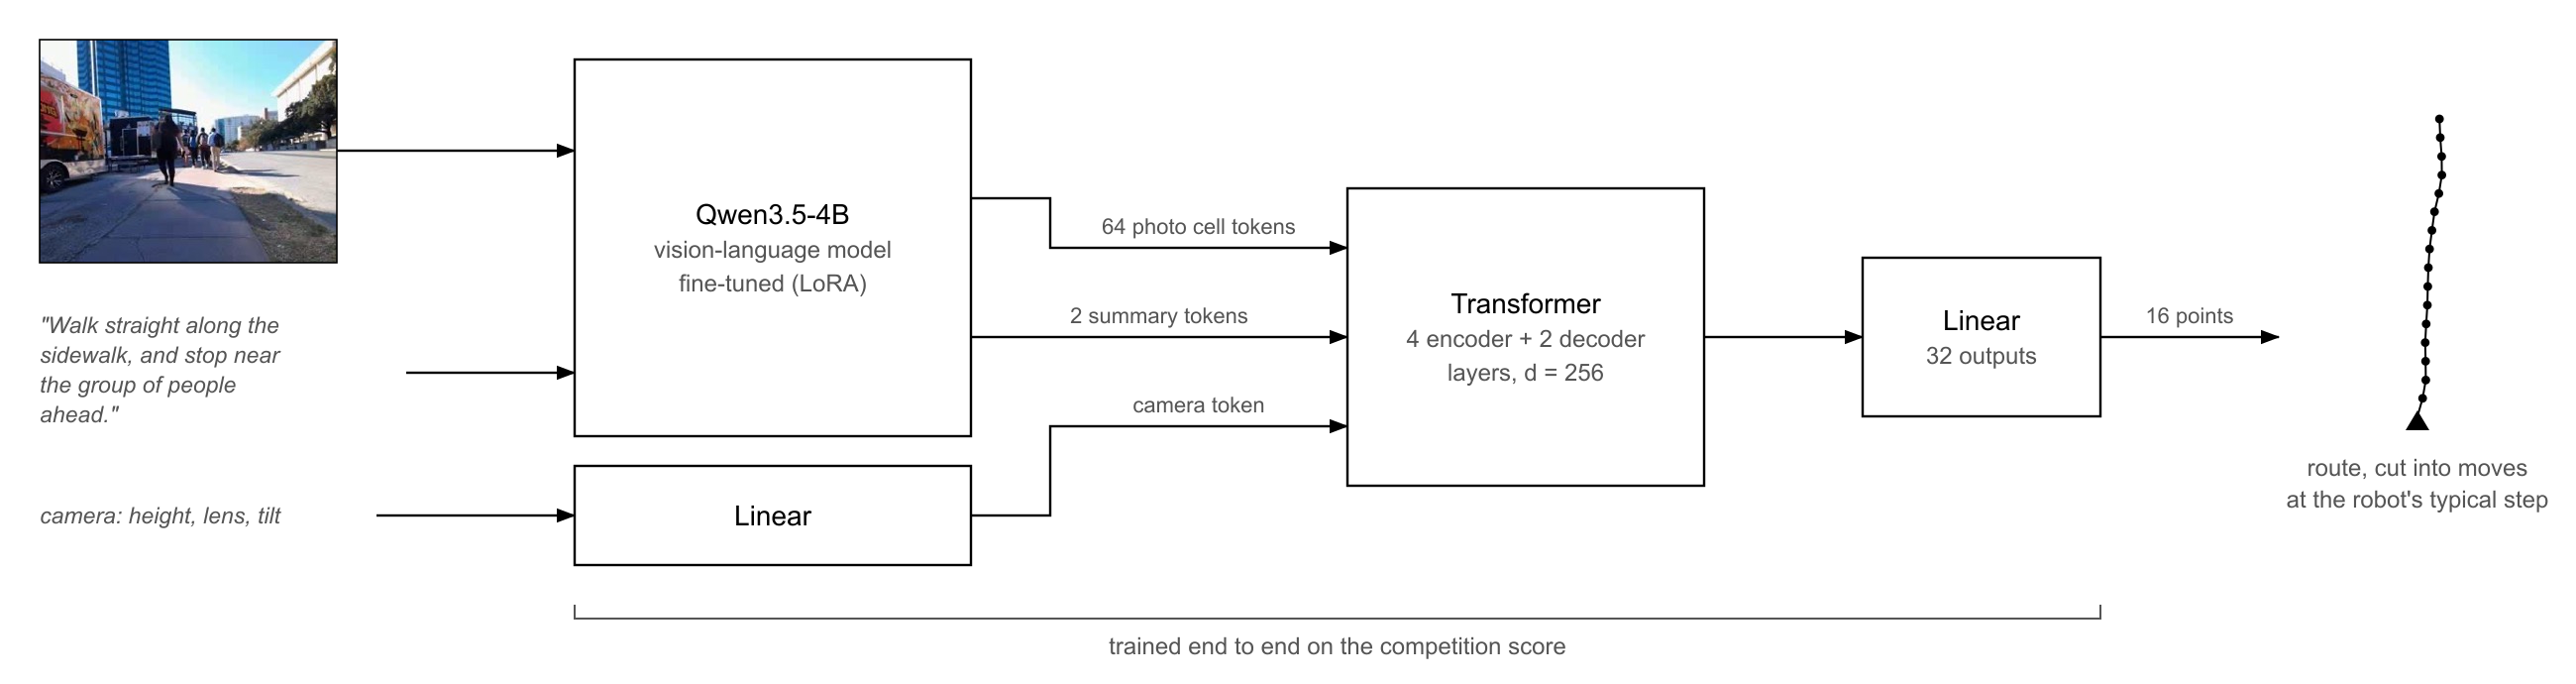 "Walk straight along the
sidewalk, and stop near
the group of people
ahead."
camera: height, lens, tilt
Qwen3.5-4B
vision-language model
fine-tuned (LoRA)
Linear
64 photo cell tokens
2 summary tokens
camera token
Transformer
4 encoder + 2 decoder
layers, d = 256
Linear
32 outputs
16 points
route, cut into moves
at the robot's typical step
trained end to end on the competition score